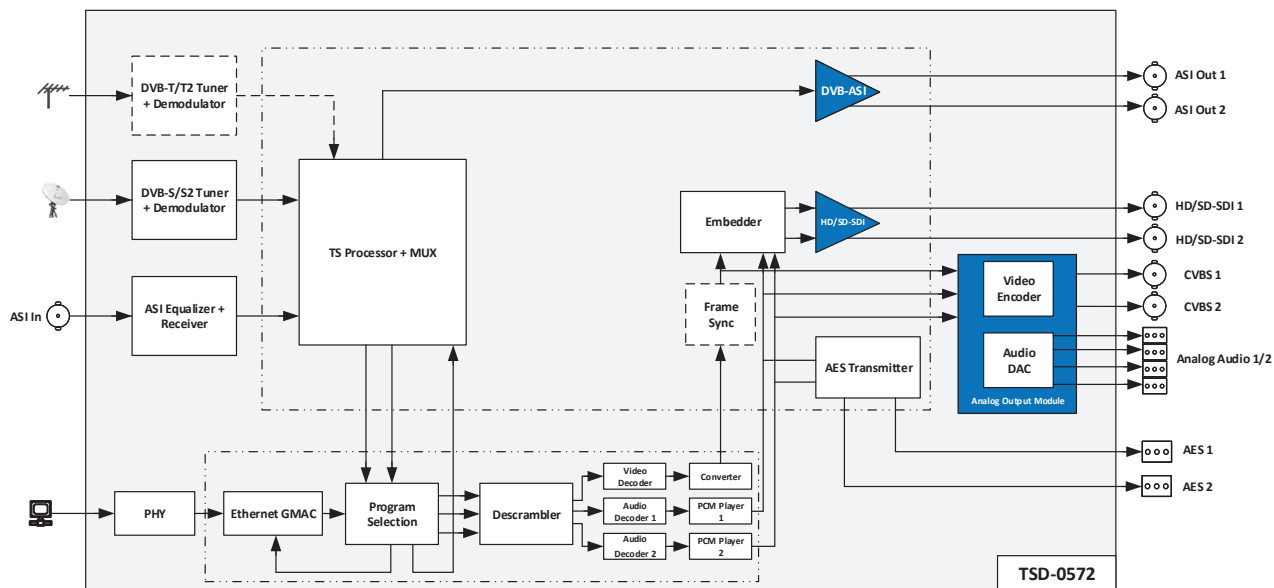 DVB-T/T2 Tuner
+ Demodulator
DVB-ASI
ASI Out 1
ASI Out 2
DVB-S/S2 Tuner
+ Demodulator
TS Processor + MUX
Embedder
HD/SD-SDI
HD/SD-SDI 1
HD/SD-SDI 2
ASI In
ASI Equalizer +
Receiver
Frame
Sync
Video
Encoder
CVBS 1
CVBS 2
AES Transmitter
Audio
DAC
Analog Audio 1/2
Analog Output Module
AES 1
AES 2
PHY
Ethernet GMAC
Program
Selection
Descrambler
Video
Decoder
Converter
Audio
Decoder 1
PCM Player
1
Audio
Decoder 2
PCM Player
2
TSD-0572